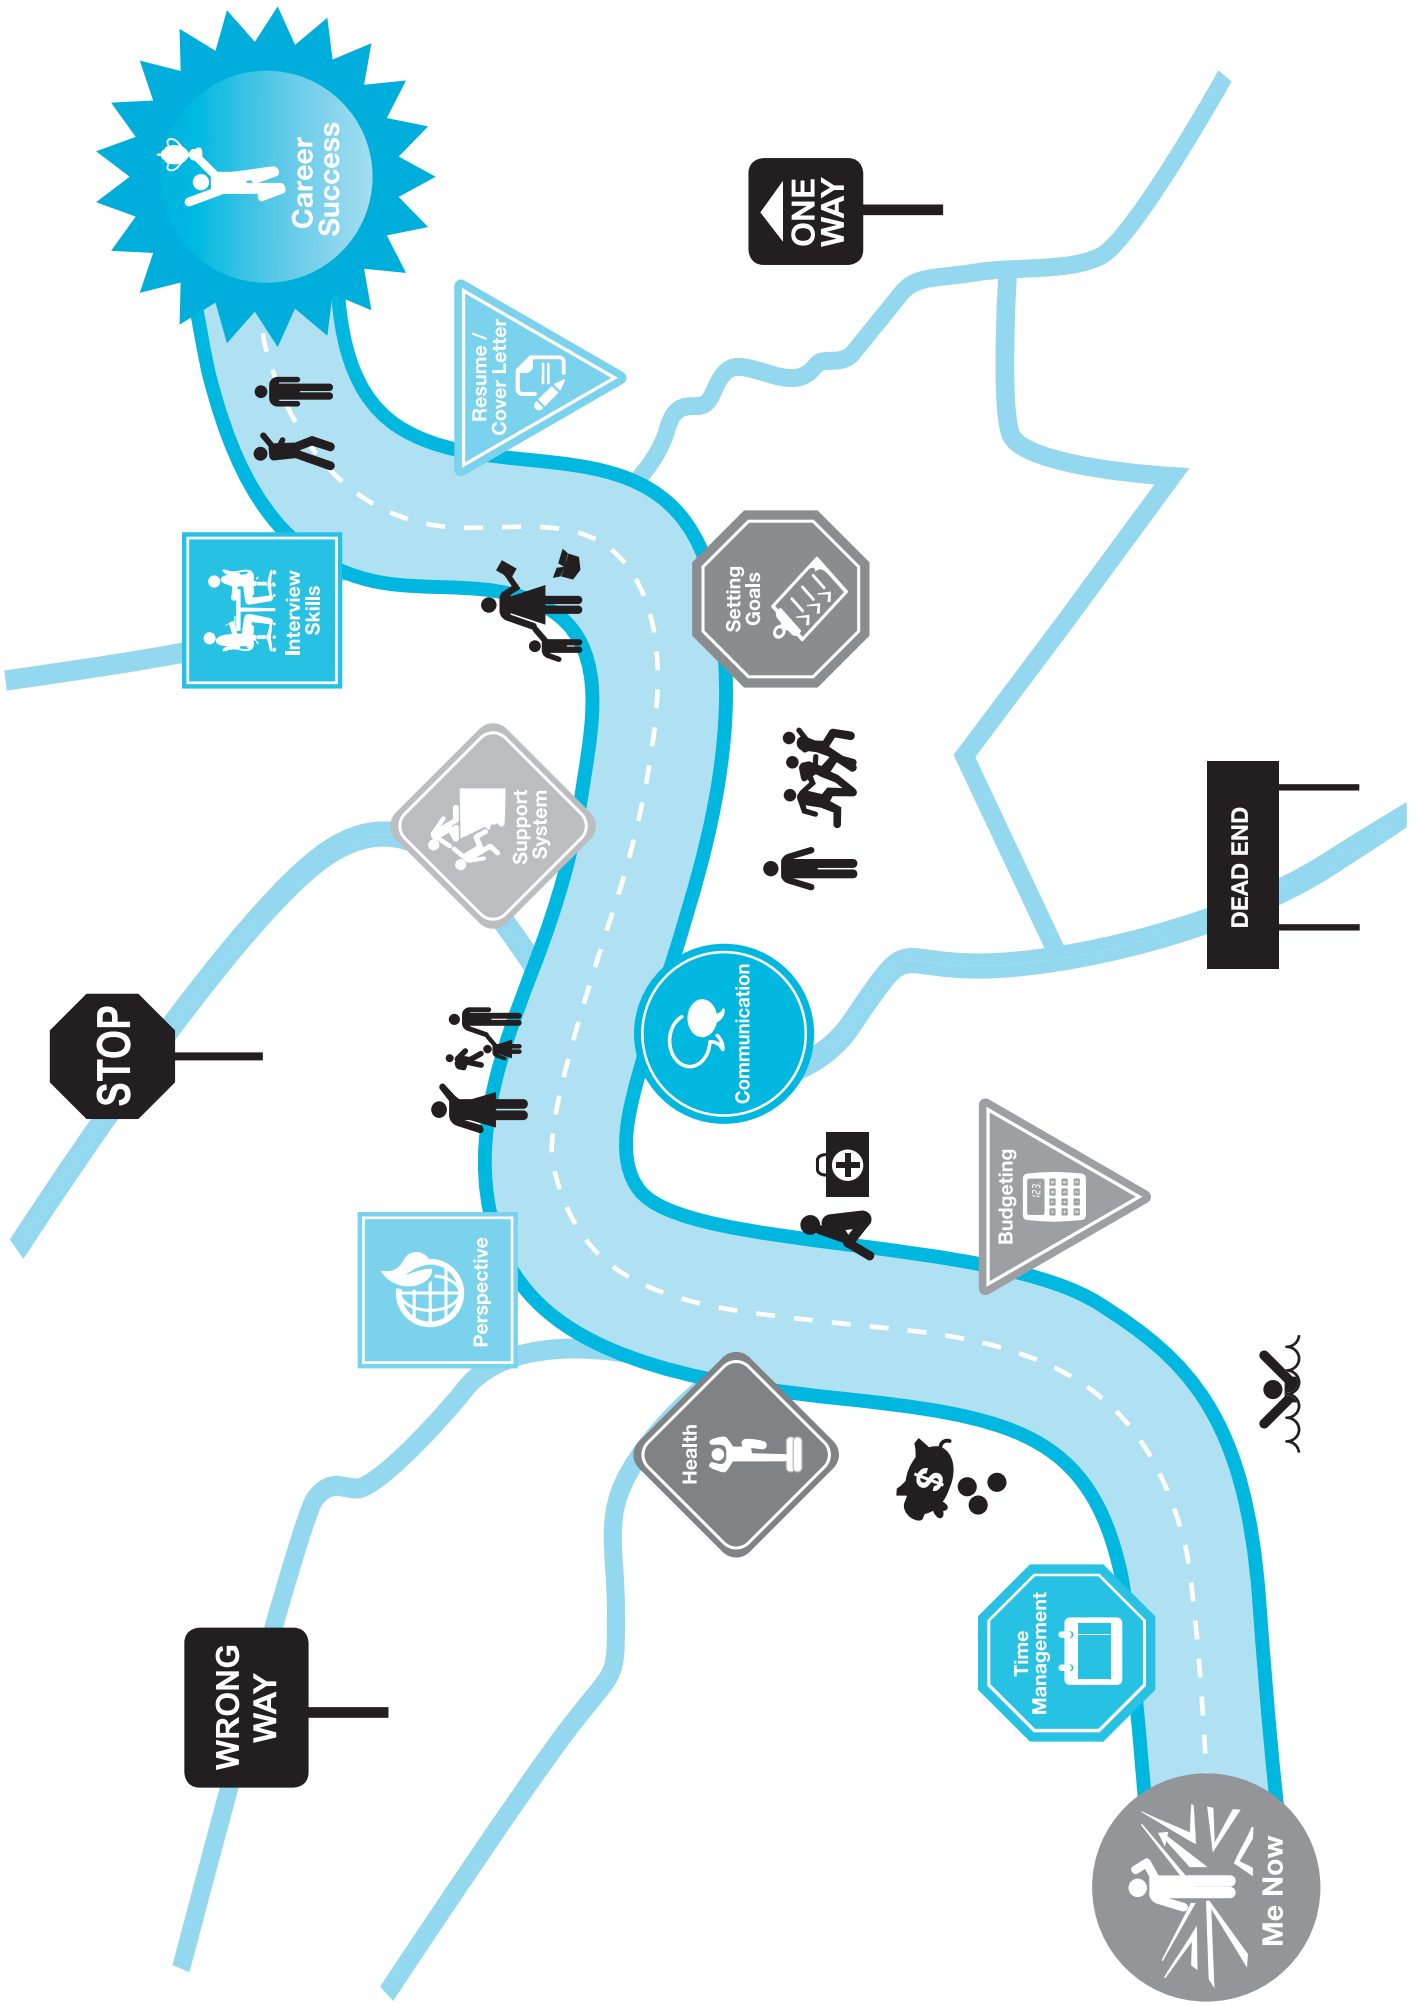 Career
Success
Resume /
Cover Letter
Interview
Skills
ONE
WAY
Setting
Goals
Support
System
DEAD END
STOP
Communication
Perspective
Budgeting
123.
Health
$
WRONG
WAY
Time
Management
Me Now